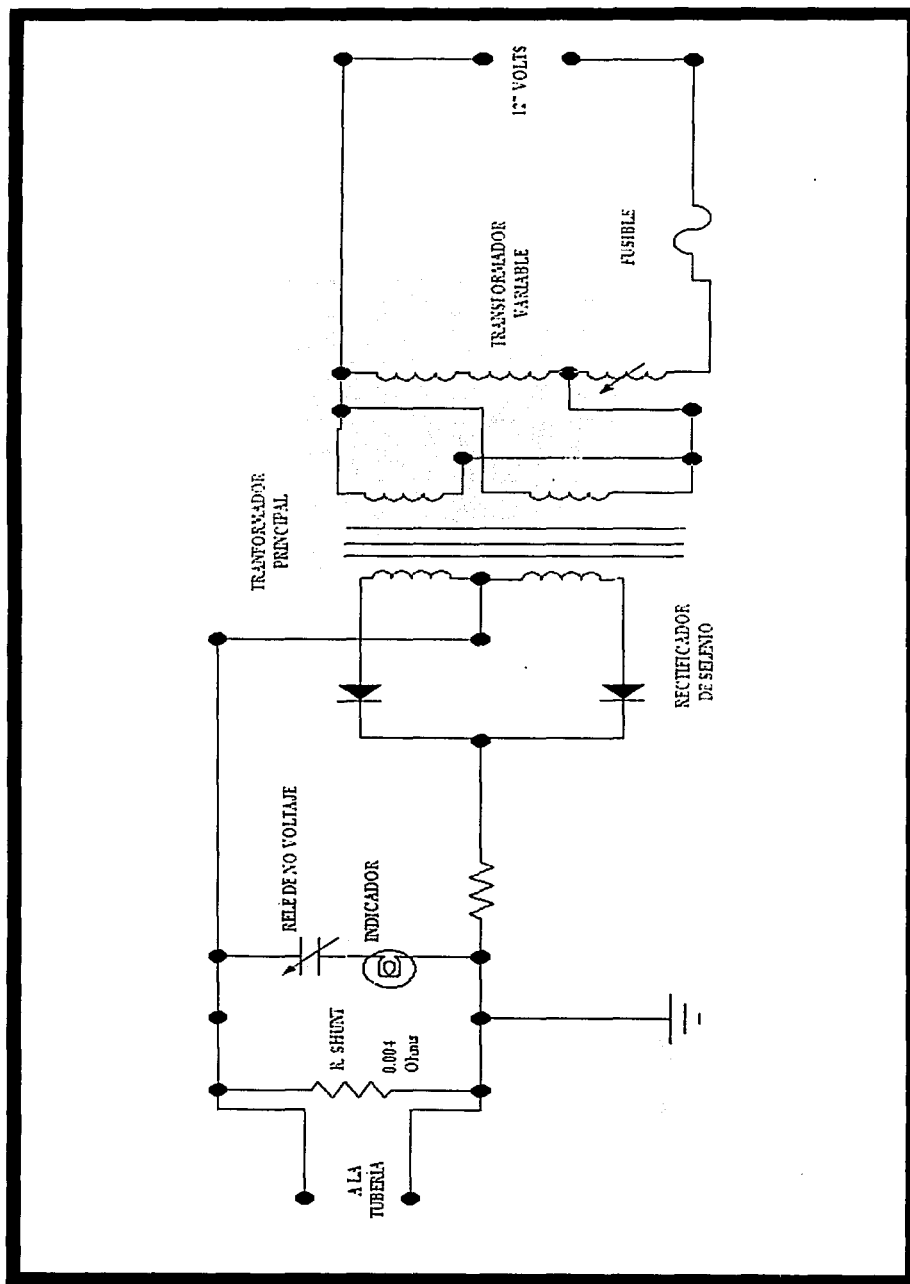 RELE DE NO VOLTAJE
TRANFORMADOR
PRINCIPAL
A LA
TUBERÍA
R. SHUNT
0.004
Ohms
INDICADOR
TRANSFORMADOR
VARIABLE
VOLTS
FUSIBLE
RECTIFICADOR
DE SELENIO